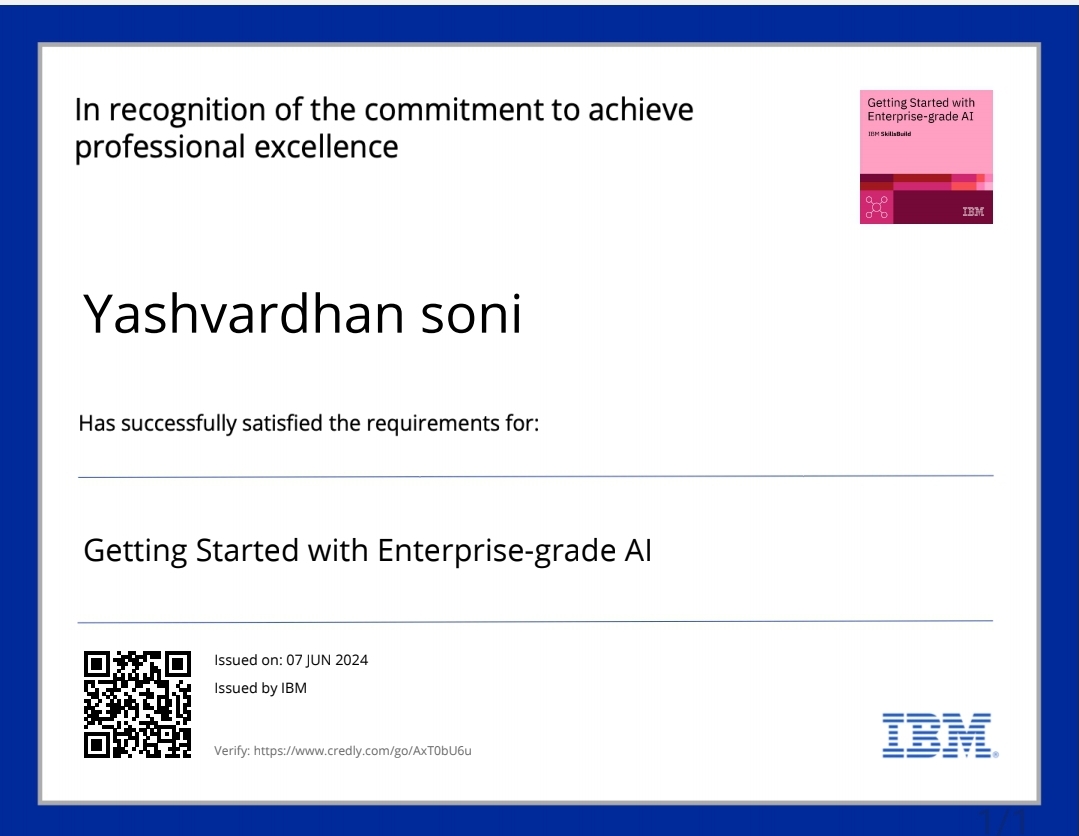 In recognition of the commitment to achieve
professional excellence
Getting Started with
Enterprise-grade AI
IBM SkillsBuild
IBM
Yashvardhan soni
Has successfully satisfied the requirements for:
Getting Started with Enterprise-grade AI
Issued on: 07 JUN 2024
Issued by IBM
Verify: https://www.credly.com/go/AxT0bU6u
IBM®
1/1